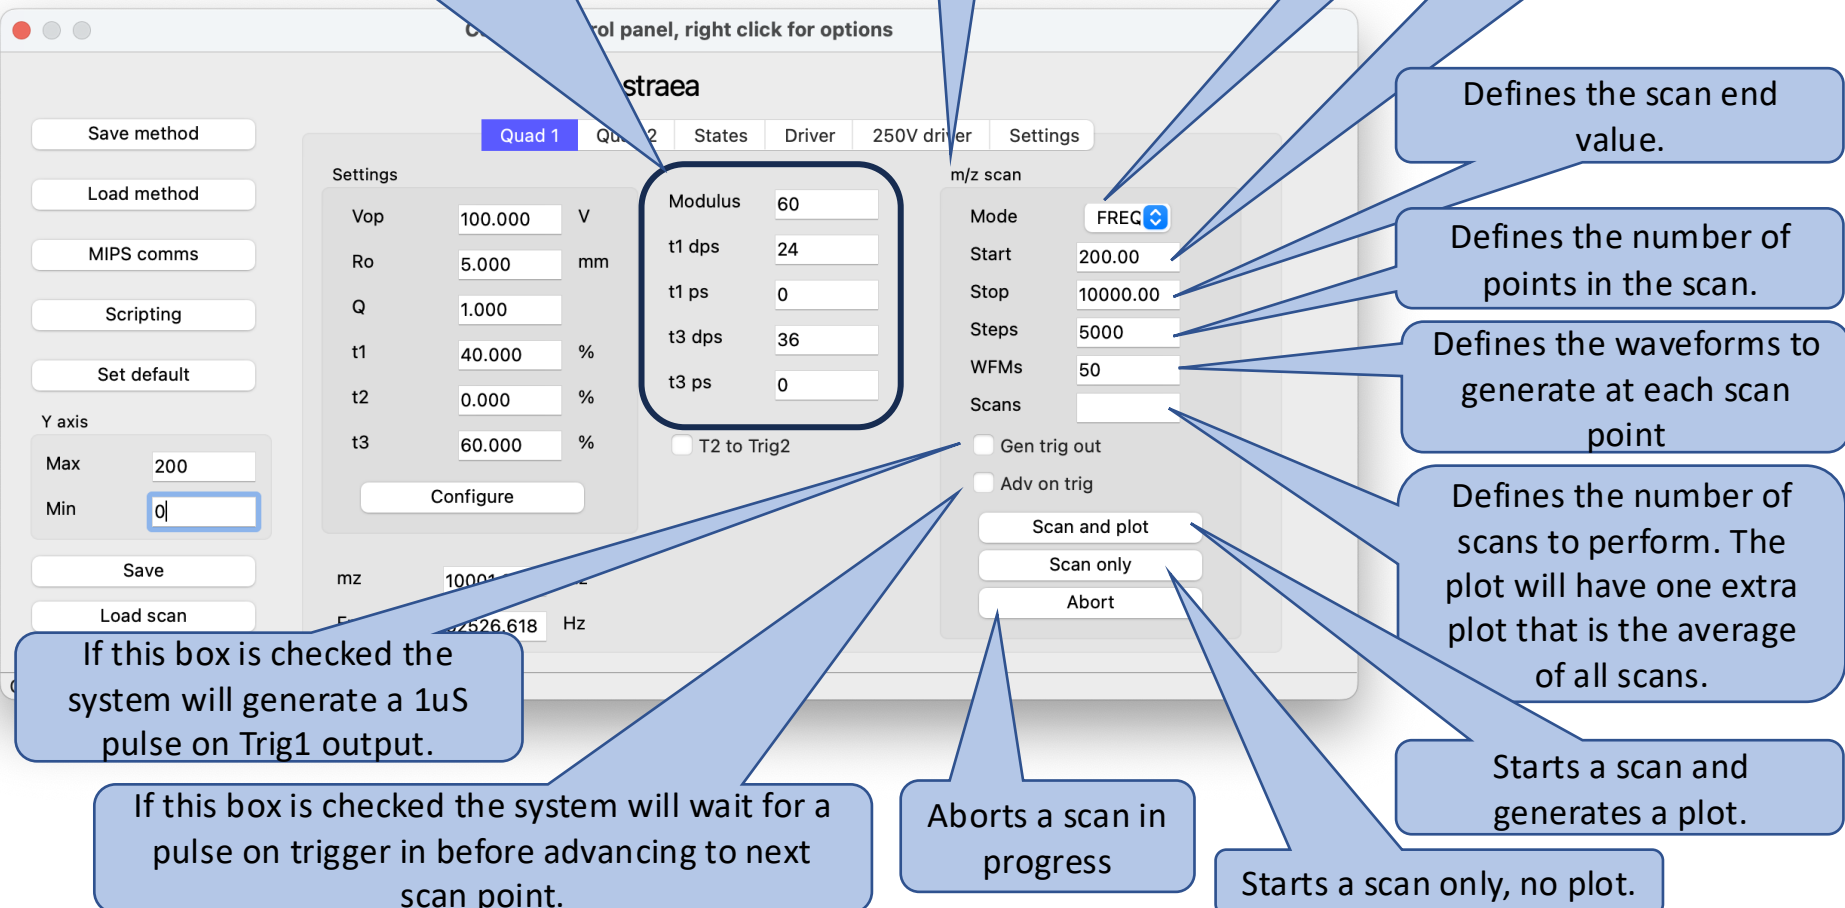 rol panel, right click for options
straea
Save method
Load method
MIPS comms
Scripting
Set default
Y axis
Max 200
Min 0
Save
Load scan
Quad 1 States Driver 250V driver Settings
Settings
Vop 100.000 V
Ro 5.000 mm
Q 1.000
t1 40.000 %
t2 0.000 %
t3 60.000 %
Configure
mz
52526.618 Hz
Modulus 60
t1 dps 24
t1 ps 0
t3 dps 36
t3 ps 0
T2 to Trig2
m/z scan
Mode FREQ
Start 200.00
Stop 10000.00
Steps 5000
WFMs 50
Scans
Gen trig out
Adv on trig
Scan and plot
Scan only
Abort
Defines the scan end
value.
Defines the number of
points in the scan.
Defines the waveforms to
generate at each scan
point
Defines the number of
scans to perform. The
plot will have one extra
plot that is the average
of all scans.
Starts a scan and
generates a plot.
Starts a scan only, no plot.
Aborts a scan in
progress
If this box is checked the
system will generate a 1uS
pulse on Trig1 output.
If this box is checked the system will wait for a
pulse on trigger in before advancing to next
scan point.